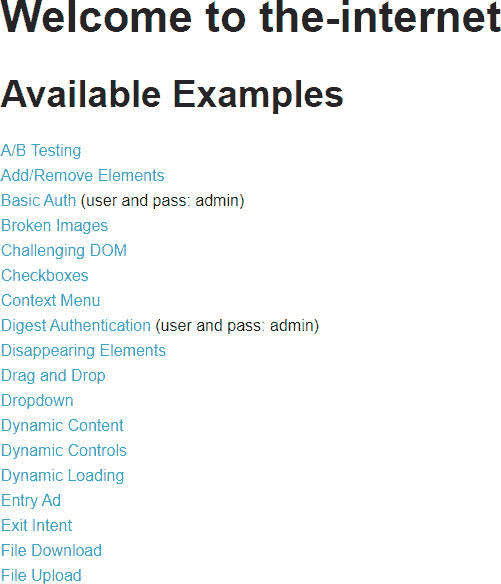 Welcome to the-internet
Available Examples
A/B Testing
Add/Remove Elements
Basic Auth (user and pass: admin)
Broken Images
Challenging DOM
Checkboxes
Context Menu
Digest Authentication (user and pass: admin)
Disappearing Elements
Drag and Drop
Dropdown
Dynamic Content
Dynamic Controls
Dynamic Loading
Entry Ad
Exit Intent
File Download
File Upload